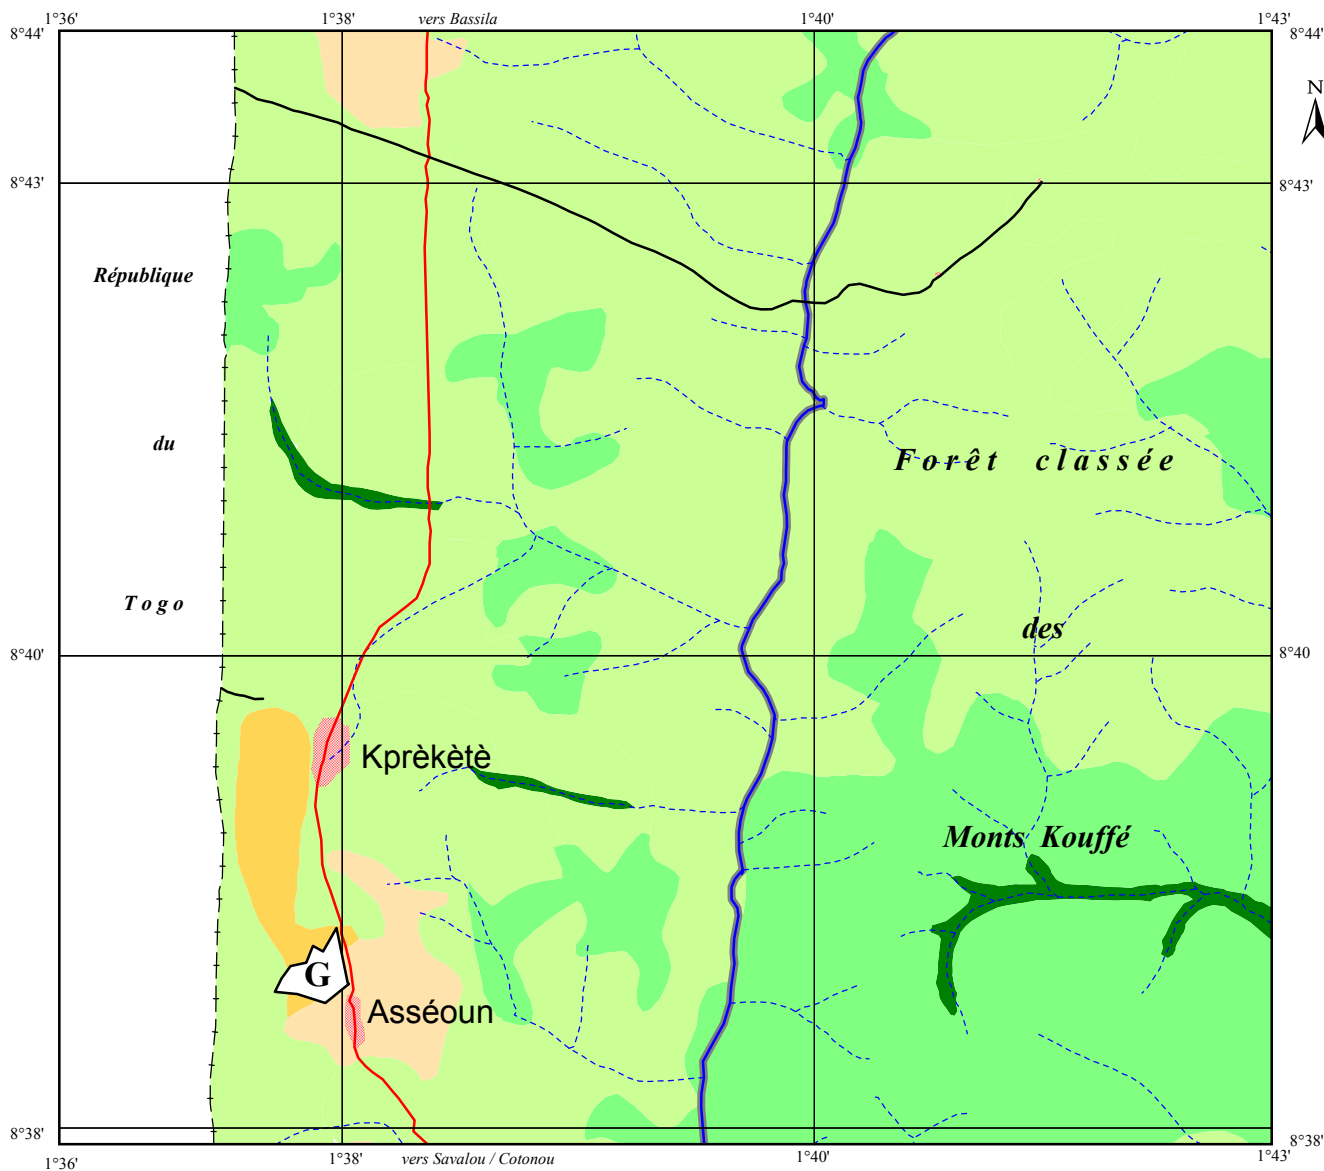 1°36' 1°38' vers Bassila 1°40' 1°43'
8°44' 8°44'
N
8°43' 8°43'
République
du
Forêt classée
Togo
des
8°40' 8°40
Kprèkètè
Monts Kouffé
G
Asséoun
8°38' 8°38'
1°36' 1°38' vers Savalou / Cotonou 1°40' 1°43'